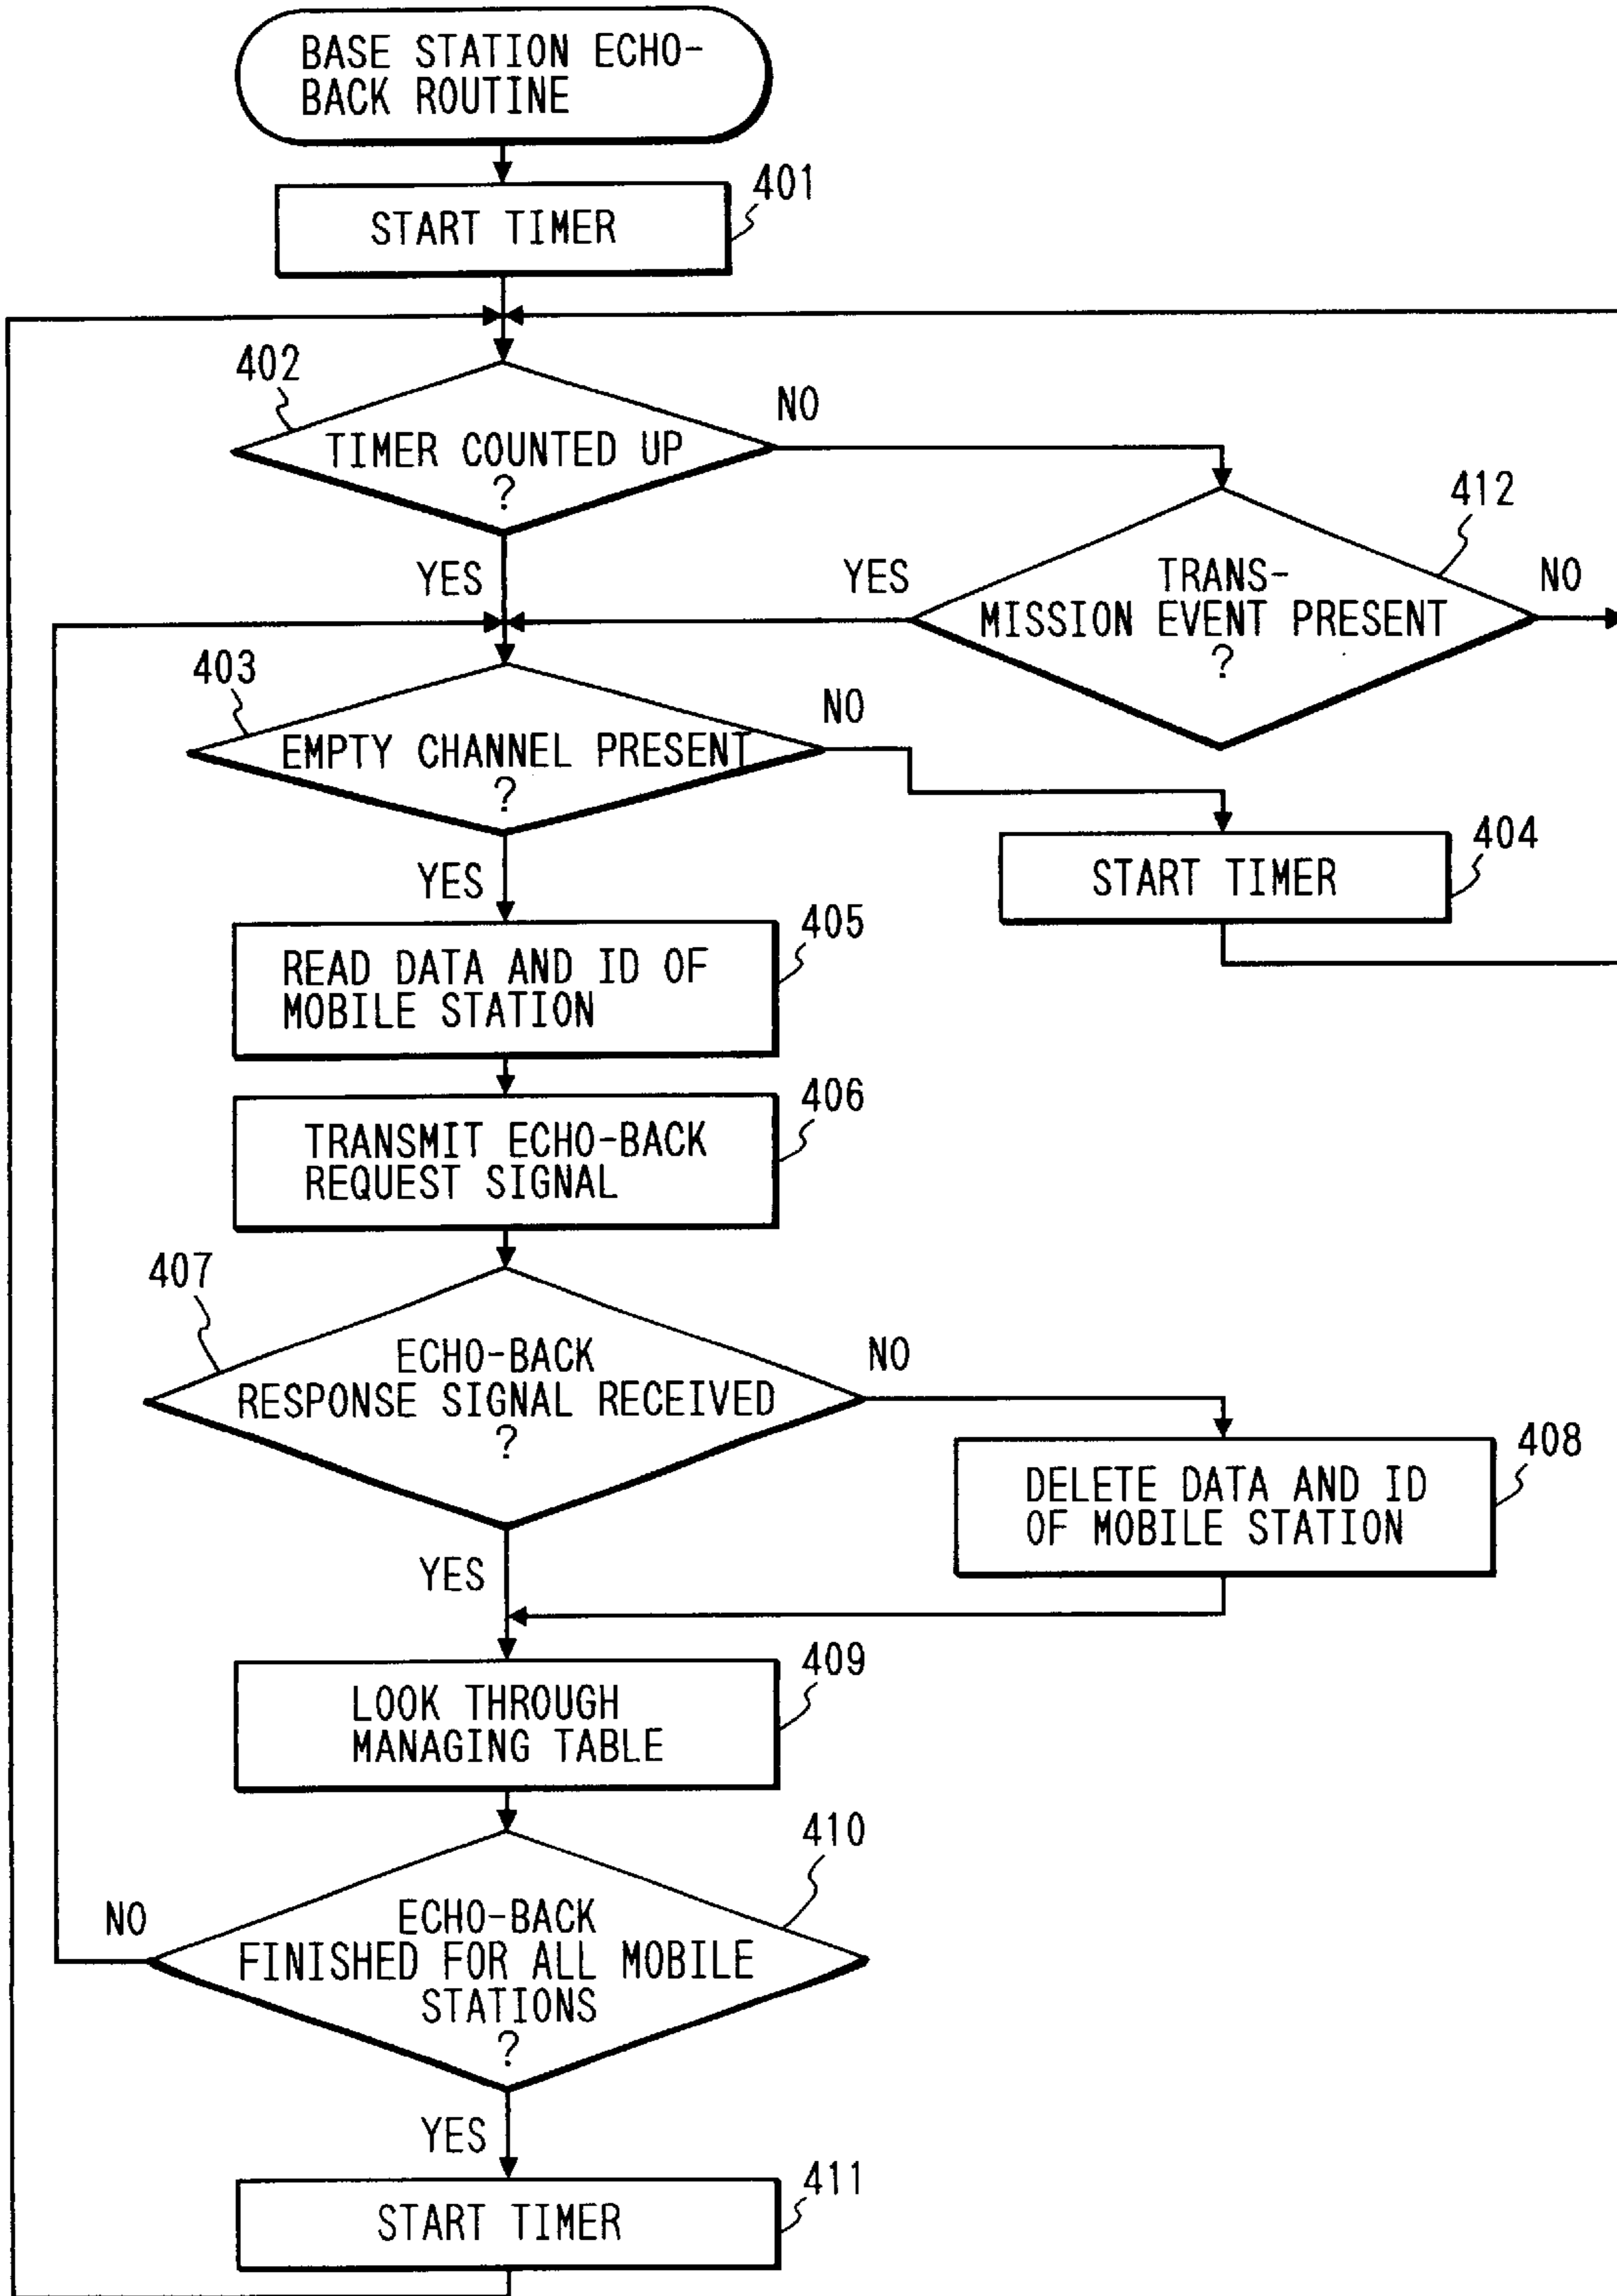 BASE STATION ECHO-
BACK ROUTINE
401
START TIMER
402
NO
TIMER COUNTED UP
?
412
YES
YES
TRANS-
MISSION EVENT PRESENT
?
NO
403
NO
EMPTY CHANNEL PRESENT
?
404
START TIMER
YES
405
READ DATA AND ID OF
MOBILE STATION
406
TRANSMIT ECHO-BACK
REQUEST SIGNAL
407
NO
ECHO-BACK
RESPONSE SIGNAL RECEIVED
?
408
DELETE DATA AND ID
OF MOBILE STATION
YES
409
LOOK THROUGH
MANAGING TABLE
410
NO
ECHO-BACK
FINISHED FOR ALL MOBILE
STATIONS
?
YES
411
START TIMER